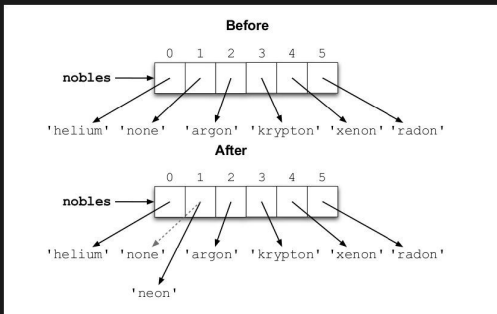 Before
0 1 2 3 4 5
nobles
'helium' 'none' 'argon' 'krypton' 'xenon' 'radon'
After
0 1 2 3 4 5
nobles
'helium' 'none' 'argon' 'krypton' 'xenon' 'radon'
'neon'